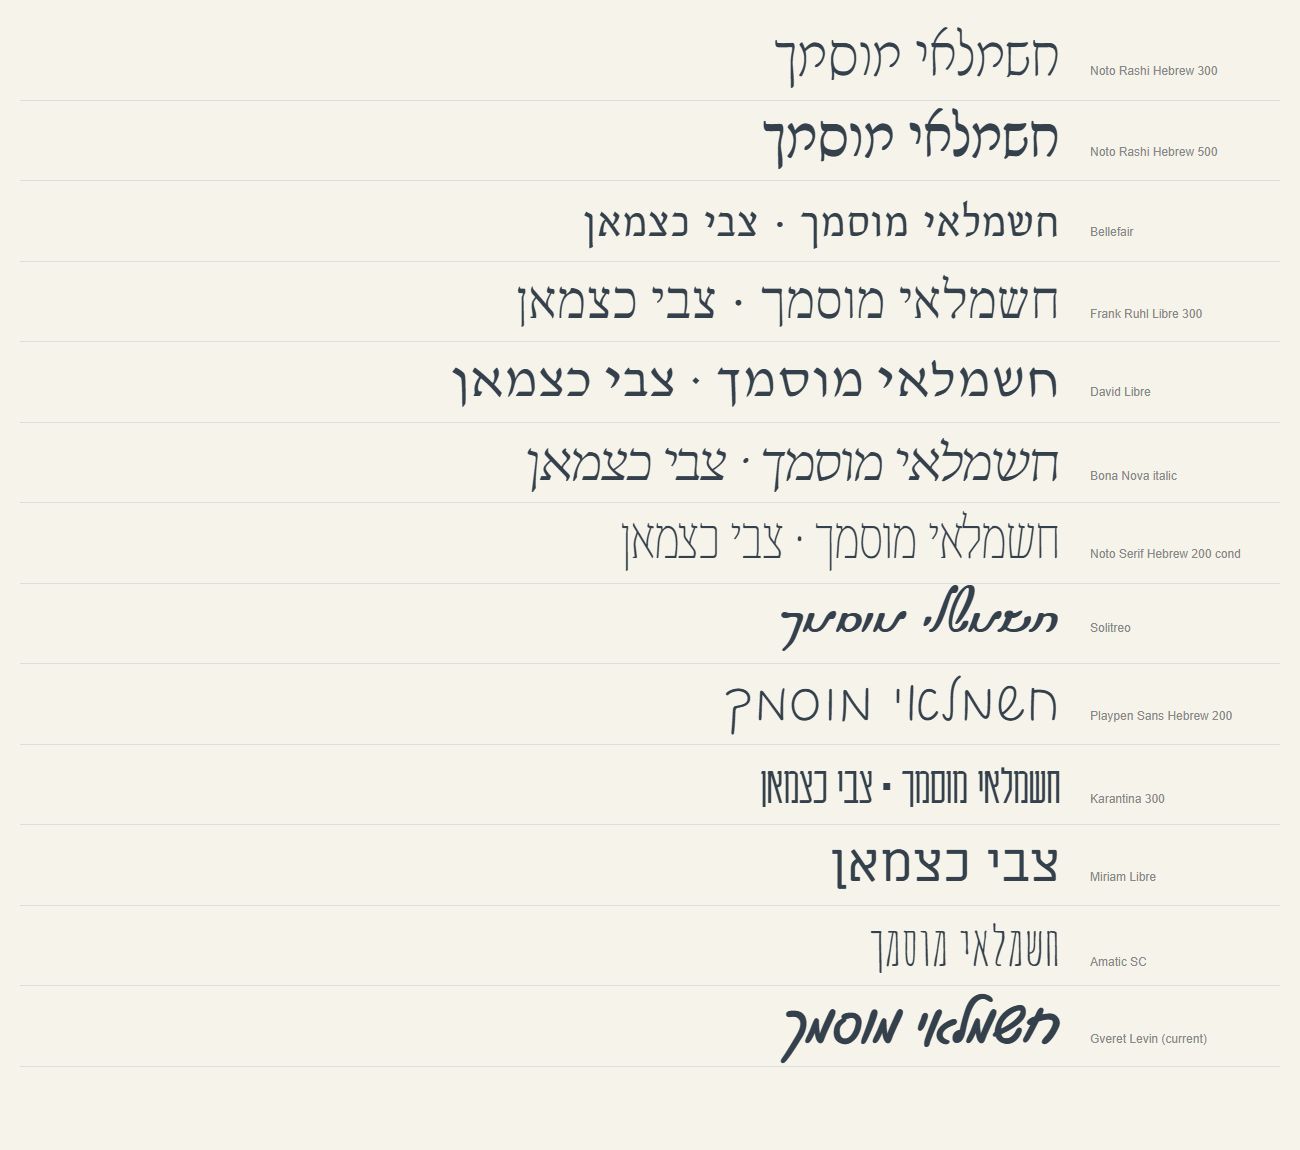 חשמלאי מוסמך Noto Rashi Hebrew 300
חשמלאי מוסמך Noto Rashi Hebrew 500
חשמלאי מוסמך · צבי כצמאן Bellefair
חשמלאי מוסמך · צבי כצמאן Frank Ruhl Libre 300
חשמלאי מוסמך · צבי כצמאן David Libre
חשמלאי מוסמך · צבי כצמאן Bona Nova italic
חשמלאי מוסמך · צבי כצמאן Noto Serif Hebrew 200 cond
חשמלאי מוסמך Solitreo
חשמלאי מוסמך Playpen Sans Hebrew 200
חשמלאי מוסמך · צבי כצמאן Karantina 300
צבי כצמאן Miriam Libre
חשמלאי מוסמך Amatic SC
חשמלאי מוסמך Gveret Levin (current)